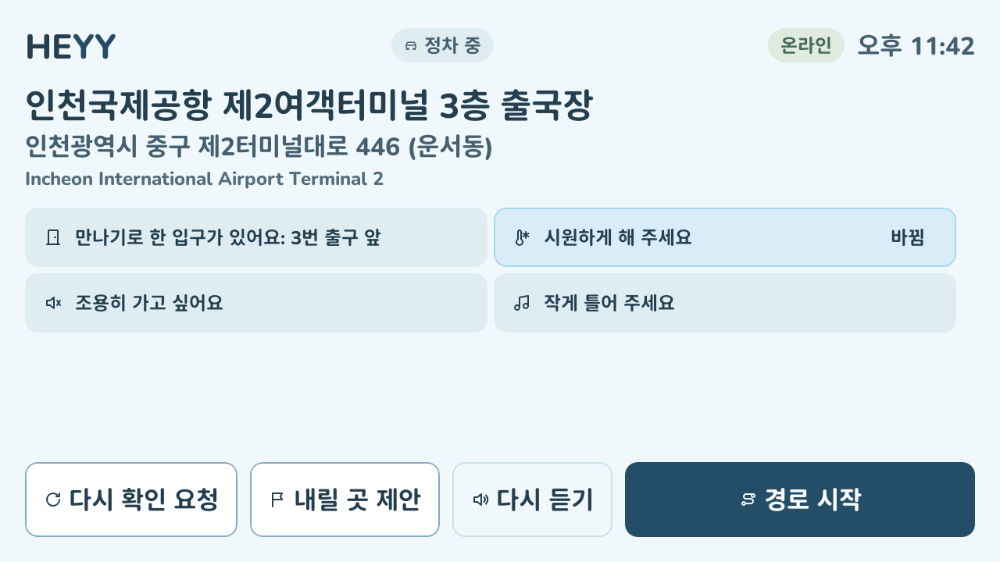 HEYY
정차 중
온라인
오후 11:42
인천국제공항 제2여객터미널 3층 출국장
인천광역시 중구 제2터미널대로 446 (운서동)
Incheon International Airport Terminal 2
만나기로 한 입구가 있어요: 3번 출구 앞
시원하게 해 주세요
바뀜
조용히 가고 싶어요
작게 틀어 주세요
다시 확인 요청
내릴 곳 제안
다시 듣기
경로 시작